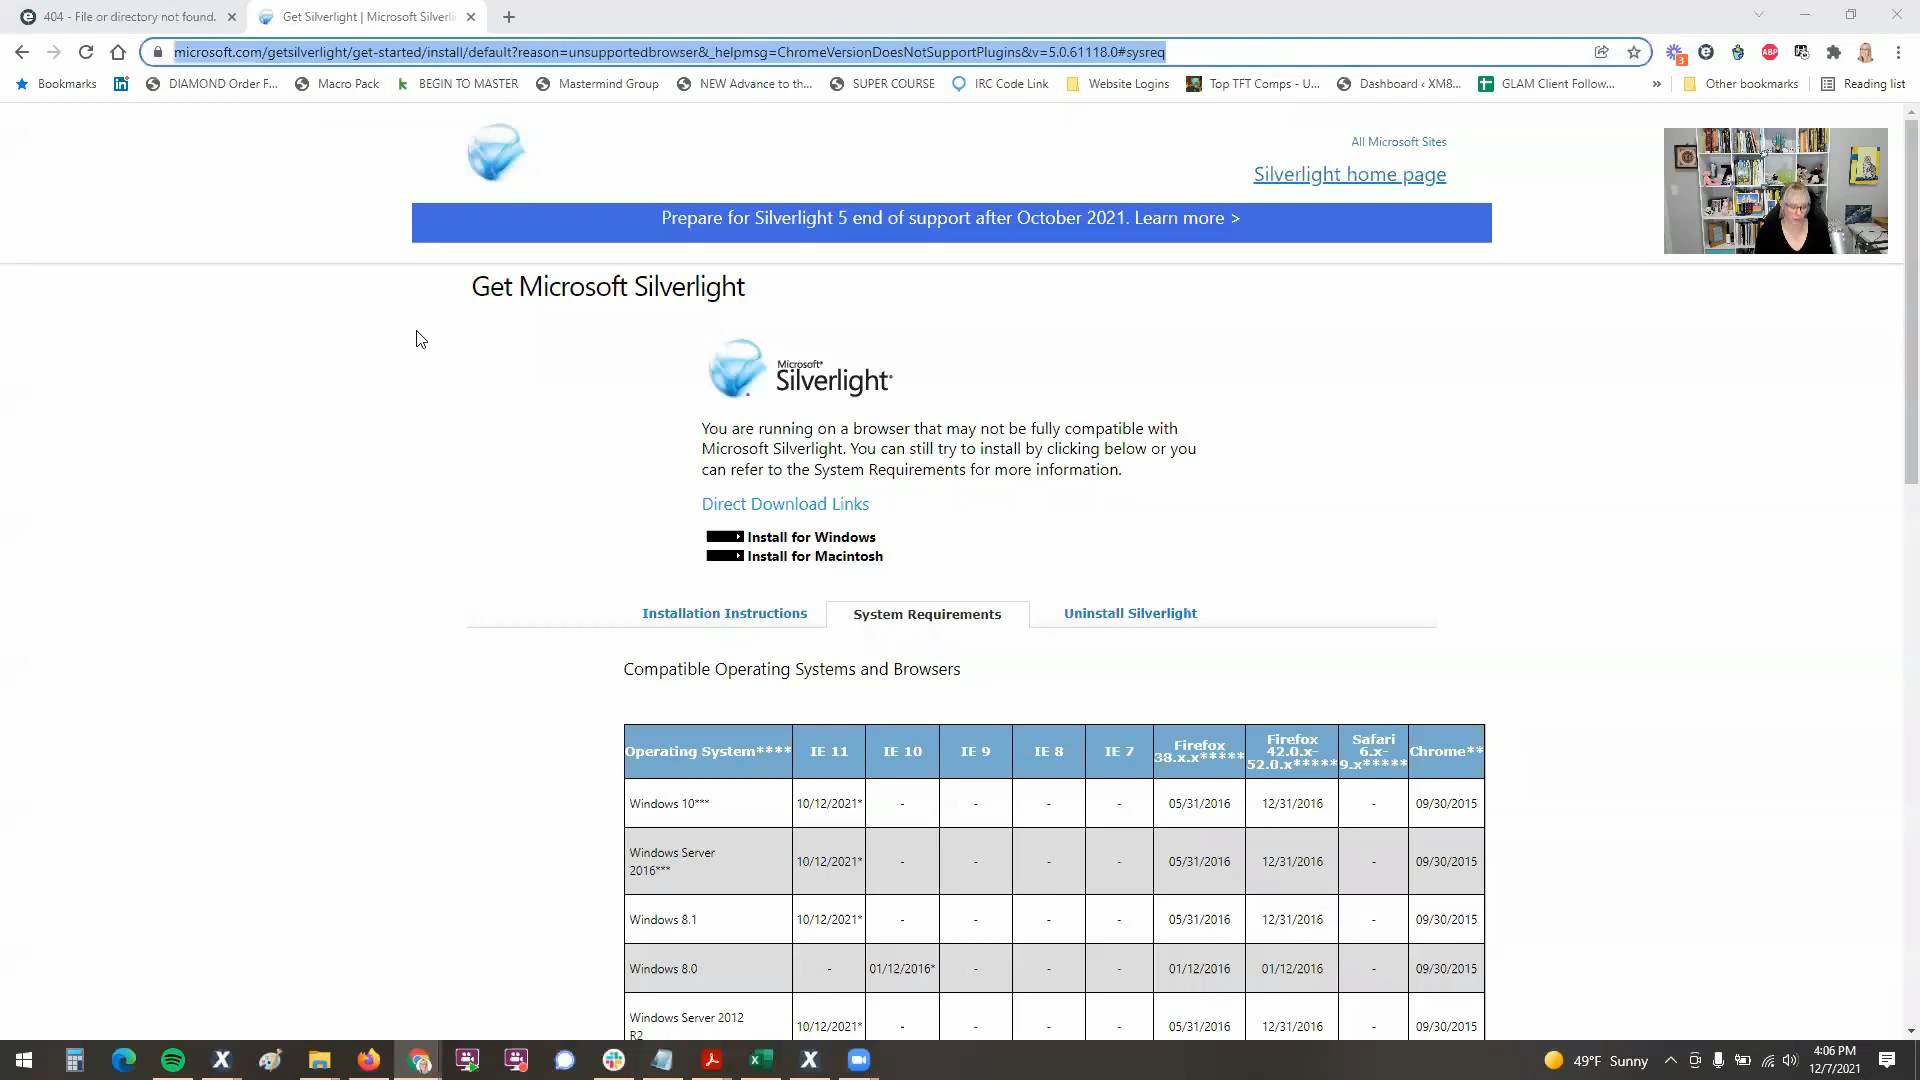 404 - File or directory not found.
Get Silverlight | Microsoft Silverli
microsoft.com/getsilverlight/get-started/install/default?reason=unsupportedbrowser&_helpmsg=ChromeVersionDoesNotSupportPlugins&v=5.0.61118.0#sysreq
3
ABP
Bookmarks
DIAMOND Order F...
Macro Pack
BEGIN TO MASTER
Mastermind Group
NEW Advance to th...
SUPER COURSE
IRC Code Link
Website Logins
Top TFT Comps - U...
Dashboard ‹ XM8...
GLAM Client Follow...
»
Other bookmarks
Reading list
All Microsoft Sites
Silverlight home page
Prepare for Silverlight 5 end of support after October 2021. Learn more >
Get Microsoft Silverlight
Microsoft®
Silverlight®
You are running on a browser that may not be fully compatible with
Microsoft Silverlight. You can still try to install by clicking below or you
can refer to the System Requirements for more information.
Direct Download Links
Install for Windows
Install for Macintosh
Installation Instructions
System Requirements
Uninstall Silverlight
Compatible Operating Systems and Browsers
Operating System**** IE 11 IE 10 IE 9 IE 8 IE 7 Firefox 38.x.x***** Firefox 42.0.x-52.0.x***** Safari 6.x-9.x***** Chrome**
Windows 10*** 10/12/2021* - - - - 05/31/2016 12/31/2016 - 09/30/2015
Windows Server
2016*** 10/12/2021* - - - - 05/31/2016 12/31/2016 - 09/30/2015
Windows 8.1 10/12/2021* - - - - 05/31/2016 12/31/2016 - 09/30/2015
Windows 8.0 - 01/12/2016* - - - 01/12/2016 01/12/2016 - 09/30/2015
Windows Server 2012
R2 10/12/2021* - - - - 05/31/2016 12/31/2016 - 09/30/2015
49°F Sunny
4:06 PM
12/7/2021